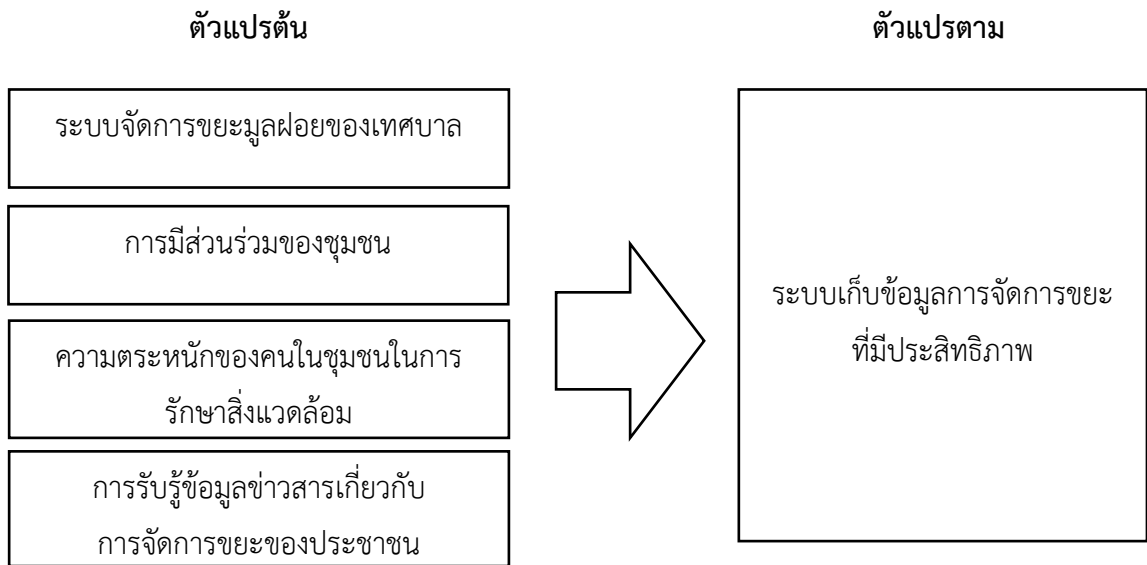 ตัวแปรต้น
ตัวแปรตาม
ระบบจัดการขยะมูลฝอยของเทศบาล
การมีส่วนร่วมของชุมชน
ความตระหนักของคนในชุมชนในการ
รักษาสิ่งแวดล้อม
การรับรู้ข้อมูลข่าวสารเกี่ยวกับ
การจัดการขยะของประชาชน
ระบบเก็บข้อมูลการจัดการขยะ
ที่มีประสิทธิภาพ